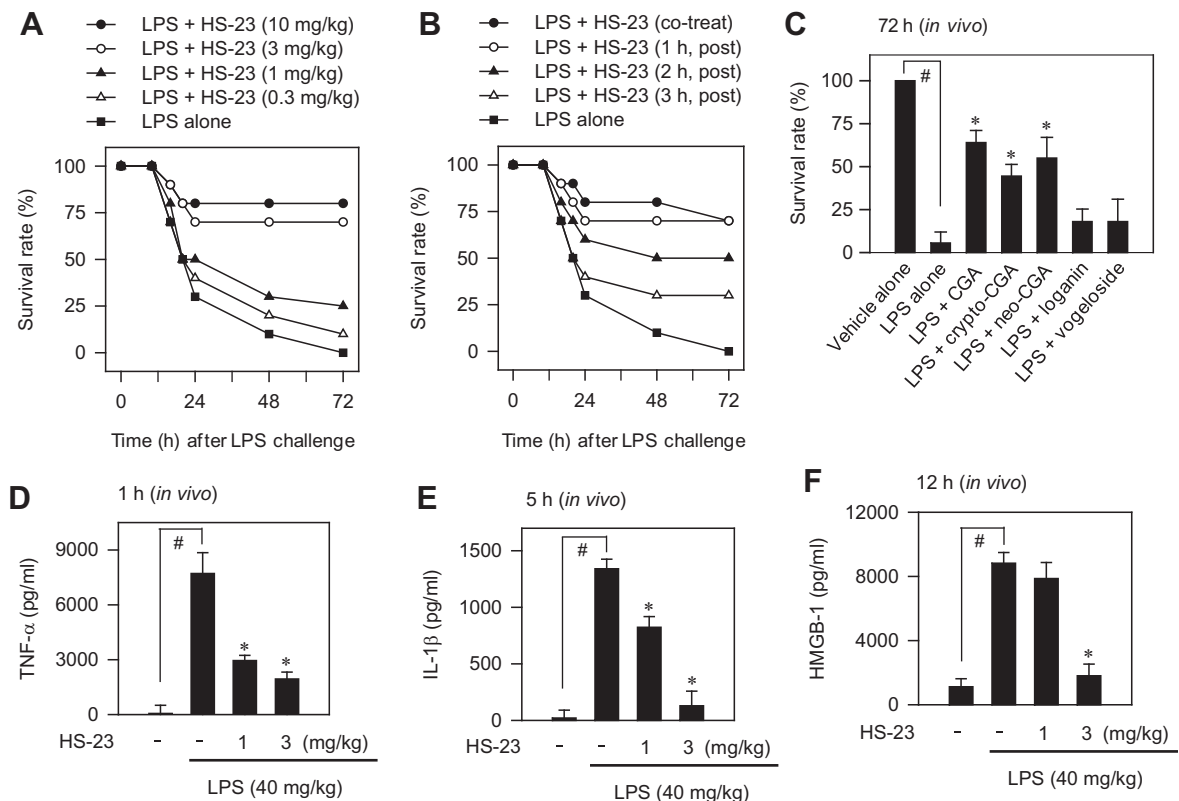 A
LPS + HS-23 (10 mg/kg)
LPS + HS-23 (3 mg/kg)
LPS + HS-23 (1 mg/kg)
LPS + HS-23 (0.3 mg/kg)
LPS alone
Survival rate (%)
100
75
50
25
0
0 24 48 72
Time (h) after LPS challenge
B
LPS + HS-23 (co-treat)
LPS + HS-23 (1 h, post)
LPS + HS-23 (2 h, post)
LPS + HS-23 (3 h, post)
LPS alone
Survival rate (%)
100
75
50
25
0
0 24 48 72
Time (h) after LPS challenge
C
72 h (in vivo)
Survival rate (%)
100
75
50
25
0
#
* * *
Vehicle alone
LPS alone
LPS + CGA
LPS + crypto-CGA
LPS + neo-CGA
LPS + loganin
LPS + vogeloside
D
1 h (in vivo)
TNF-α (pg/ml)
9000
6000
3000
0
#
* *
HS-23 - - 1 3 (mg/kg)
LPS (40 mg/kg)
E
5 h (in vivo)
IL-1β (pg/ml)
1500
1000
500
0
#
*
*
HS-23 - - 1 3 (mg/kg)
LPS (40 mg/kg)
F
12 h (in vivo)
HMGB-1 (pg/ml)
12000
8000
4000
0
#
*
HS-23 - - 1 3 (mg/kg)
LPS (40 mg/kg)